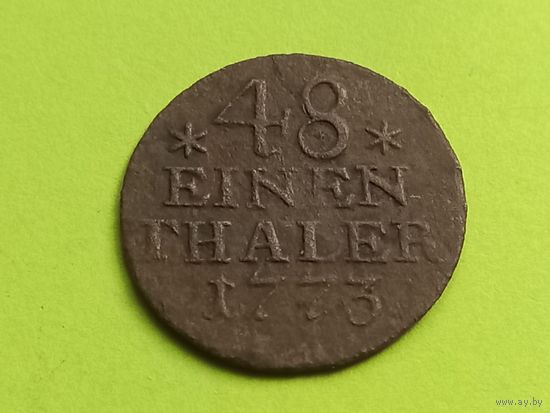 * 48 *
EINEN
THALER
1773
www.ay.by